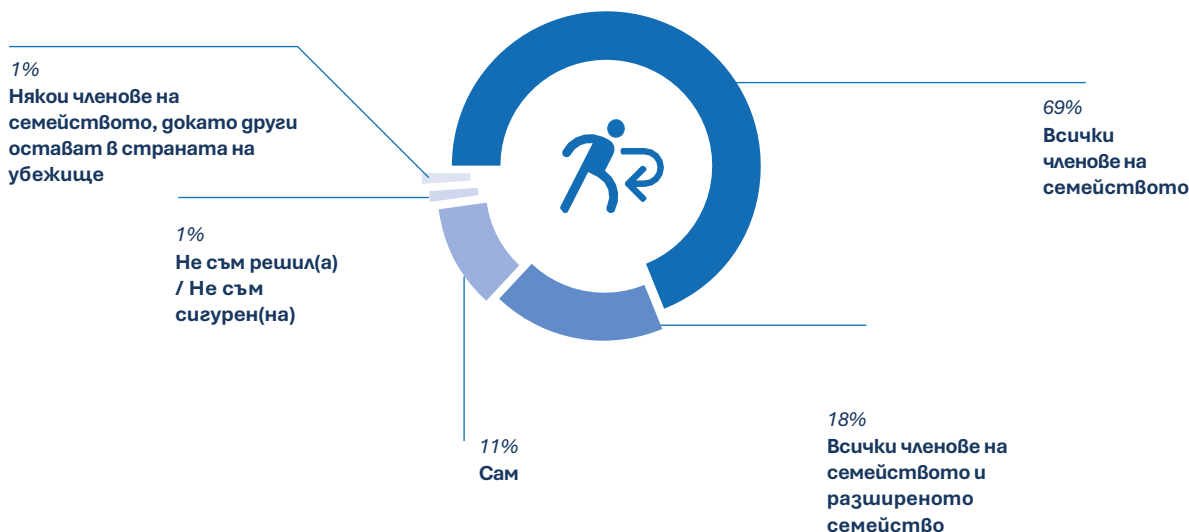 1%
Някои членове на
семейството, докато други
остават в страната на
убежище
69%
Всички
членове на
семейството
1%
Не съм решил(а)
/ Не съм
сигурен(на)
18%
Всички членове на
семейството и
разширеното
семейство
11%
Сам